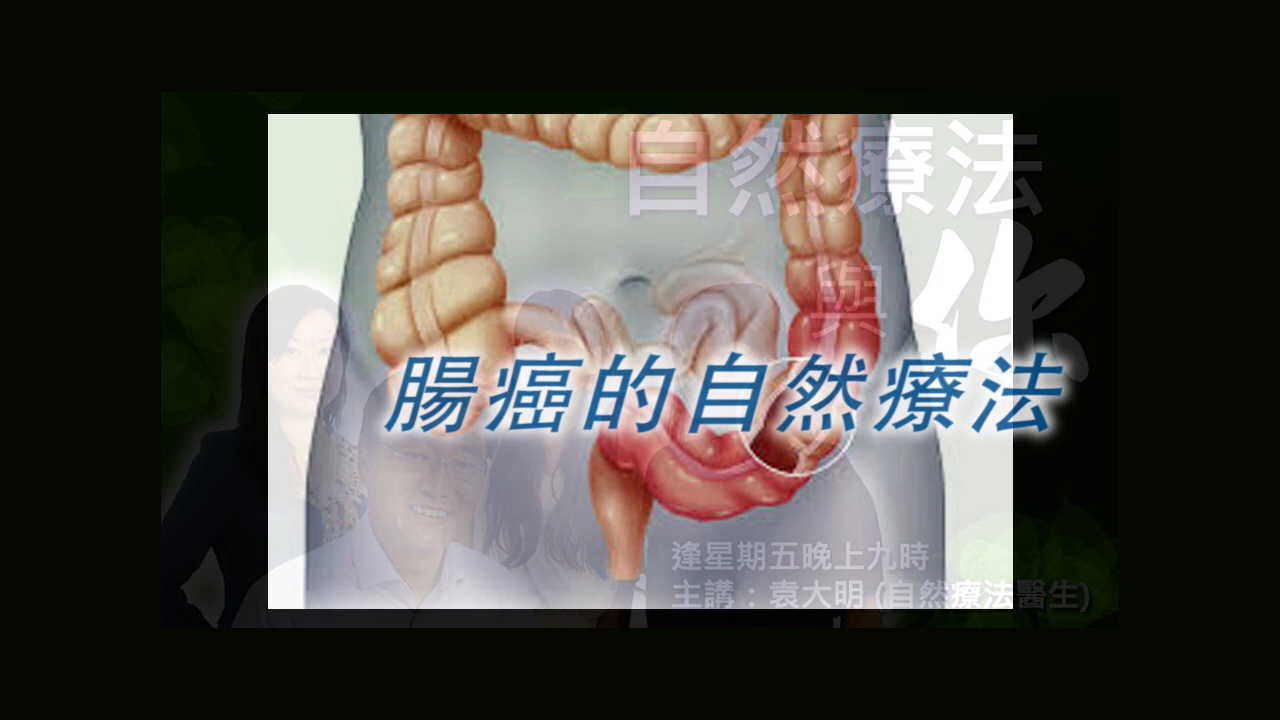 自然療法
與
你
腸癌的自然療法
逢星期五晚上九時
主講：袁大明 (自然療法醫生)